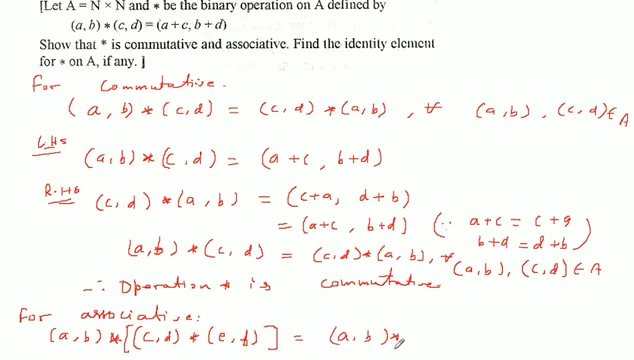 [Let A = N × N and * be the binary operation on A defined by
(a, b) * (c, d) = (a + c, b + d)
Show that * is commutative and associative. Find the identity element
for * on A, if any. ]
For Commutative.
(a, b) * (c, d) = (c, d) * (a, b) , ∀ (a, b) , (c, d) ∈ A
LHS
(a, b) * (c, d) = (a + c , b + d)
R.HS
(c, d) * (a, b) = (c+a, d+b)
= (a+c , b+d) (∵ a+c = c+a
b+d = d+b)
(a, b) * (c, d) = (c, d) * (a, b), ∀
(a, b), (c, d) ∈ A
∴ Operation * is commutative
For associative:
(a, b) * [(c, d) * (e, f)] = (a, b) *